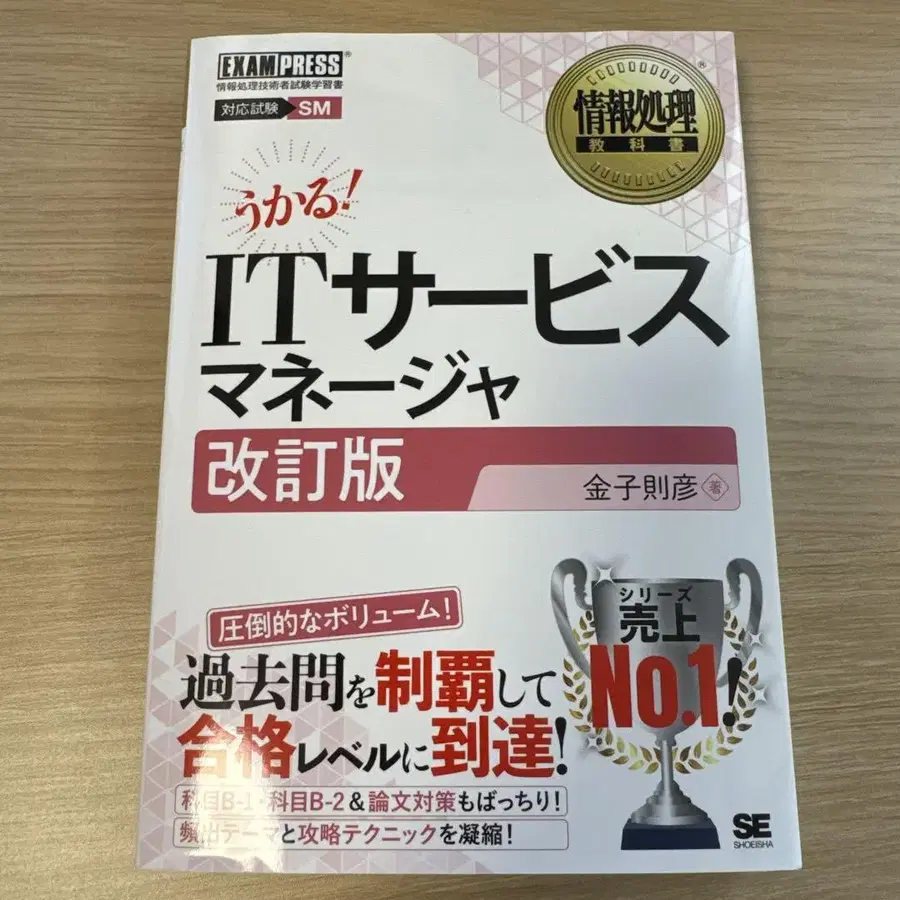 EXAMPRESS®
情報処理技術者試験学習書
対応試験 SM
情報処理®
教科書
うかる!
ITサービス
マネージャ
改訂版
金子則彦 著
圧倒的なボリューム!
過去問を制覇して
合格レベルに到達!
科目B-1・科目B-2&論文対策もばっちり!
頻出テーマと攻略テクニックを凝縮!
シリーズ
売上
No.1!
SE
SHOEISHA